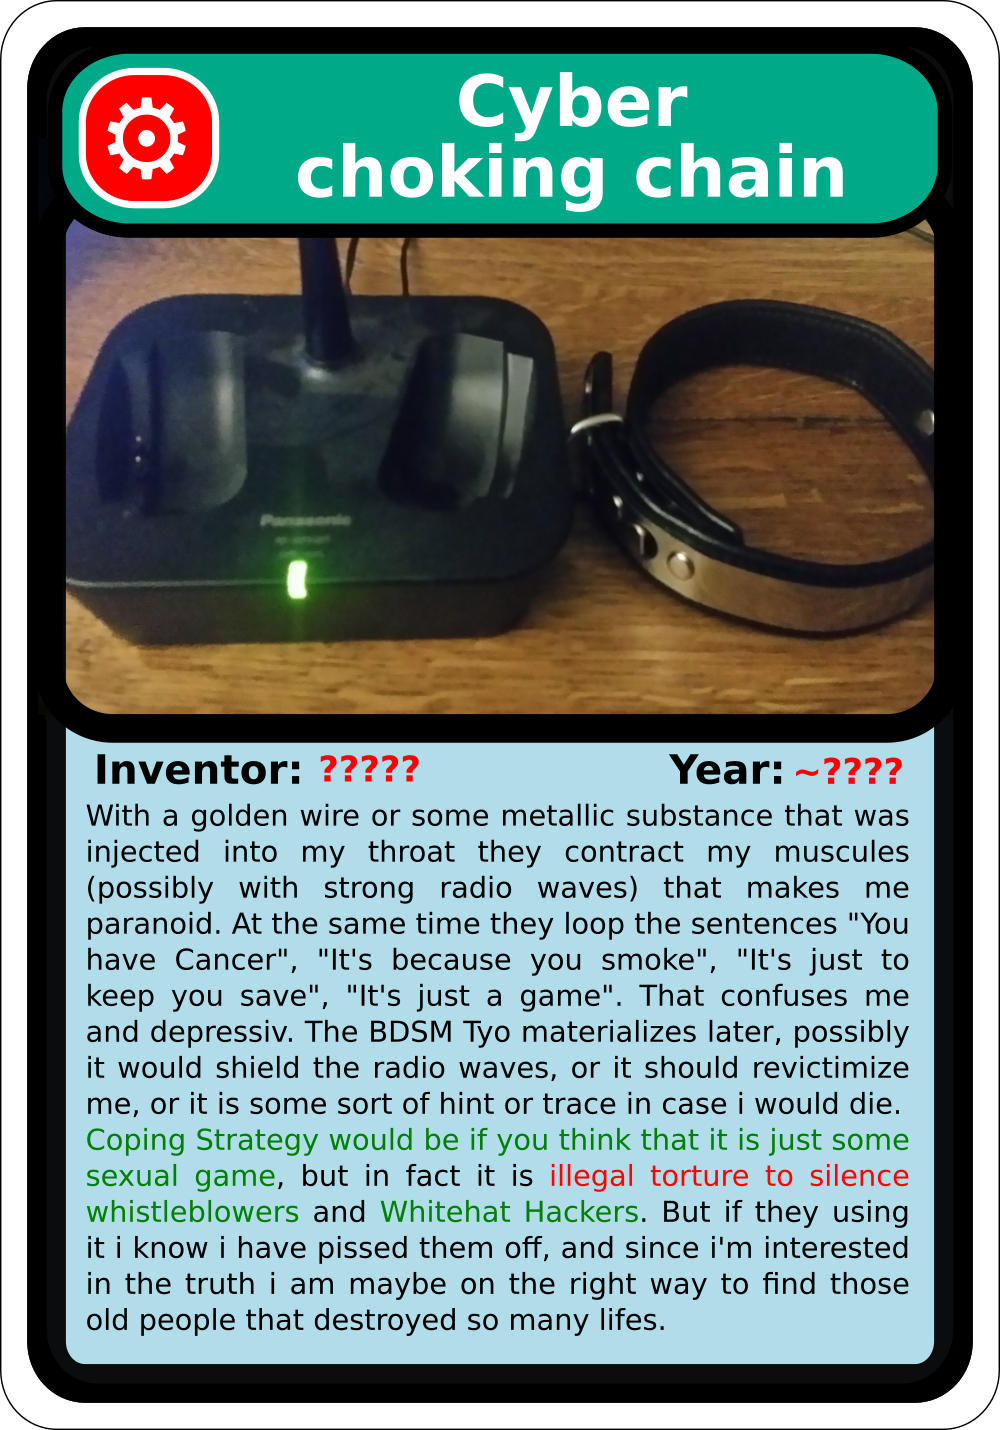 Cyber
choking chain
Panasonic
Inventor: ????? Year: ~????
With a golden wire or some metallic substance that was
injected into my throat they contract my muscules
(possibly with strong radio waves) that makes me
paranoid. At the same time they loop the sentences "You
have Cancer", "It's because you smoke", "It's just to
keep you save", "It's just a game". That confuses me
and depressiv. The BDSM Tyo materializes later, possibly
it would shield the radio waves, or it should revictimize
me, or it is some sort of hint or trace in case i would die.
Coping Strategy would be if you think that it is just some
sexual game, but in fact it is illegal torture to silence
whistleblowers and Whitehat Hackers. But if they using
it i know i have pissed them off, and since i'm interested
in the truth i am maybe on the right way to find those
old people that destroyed so many lifes.